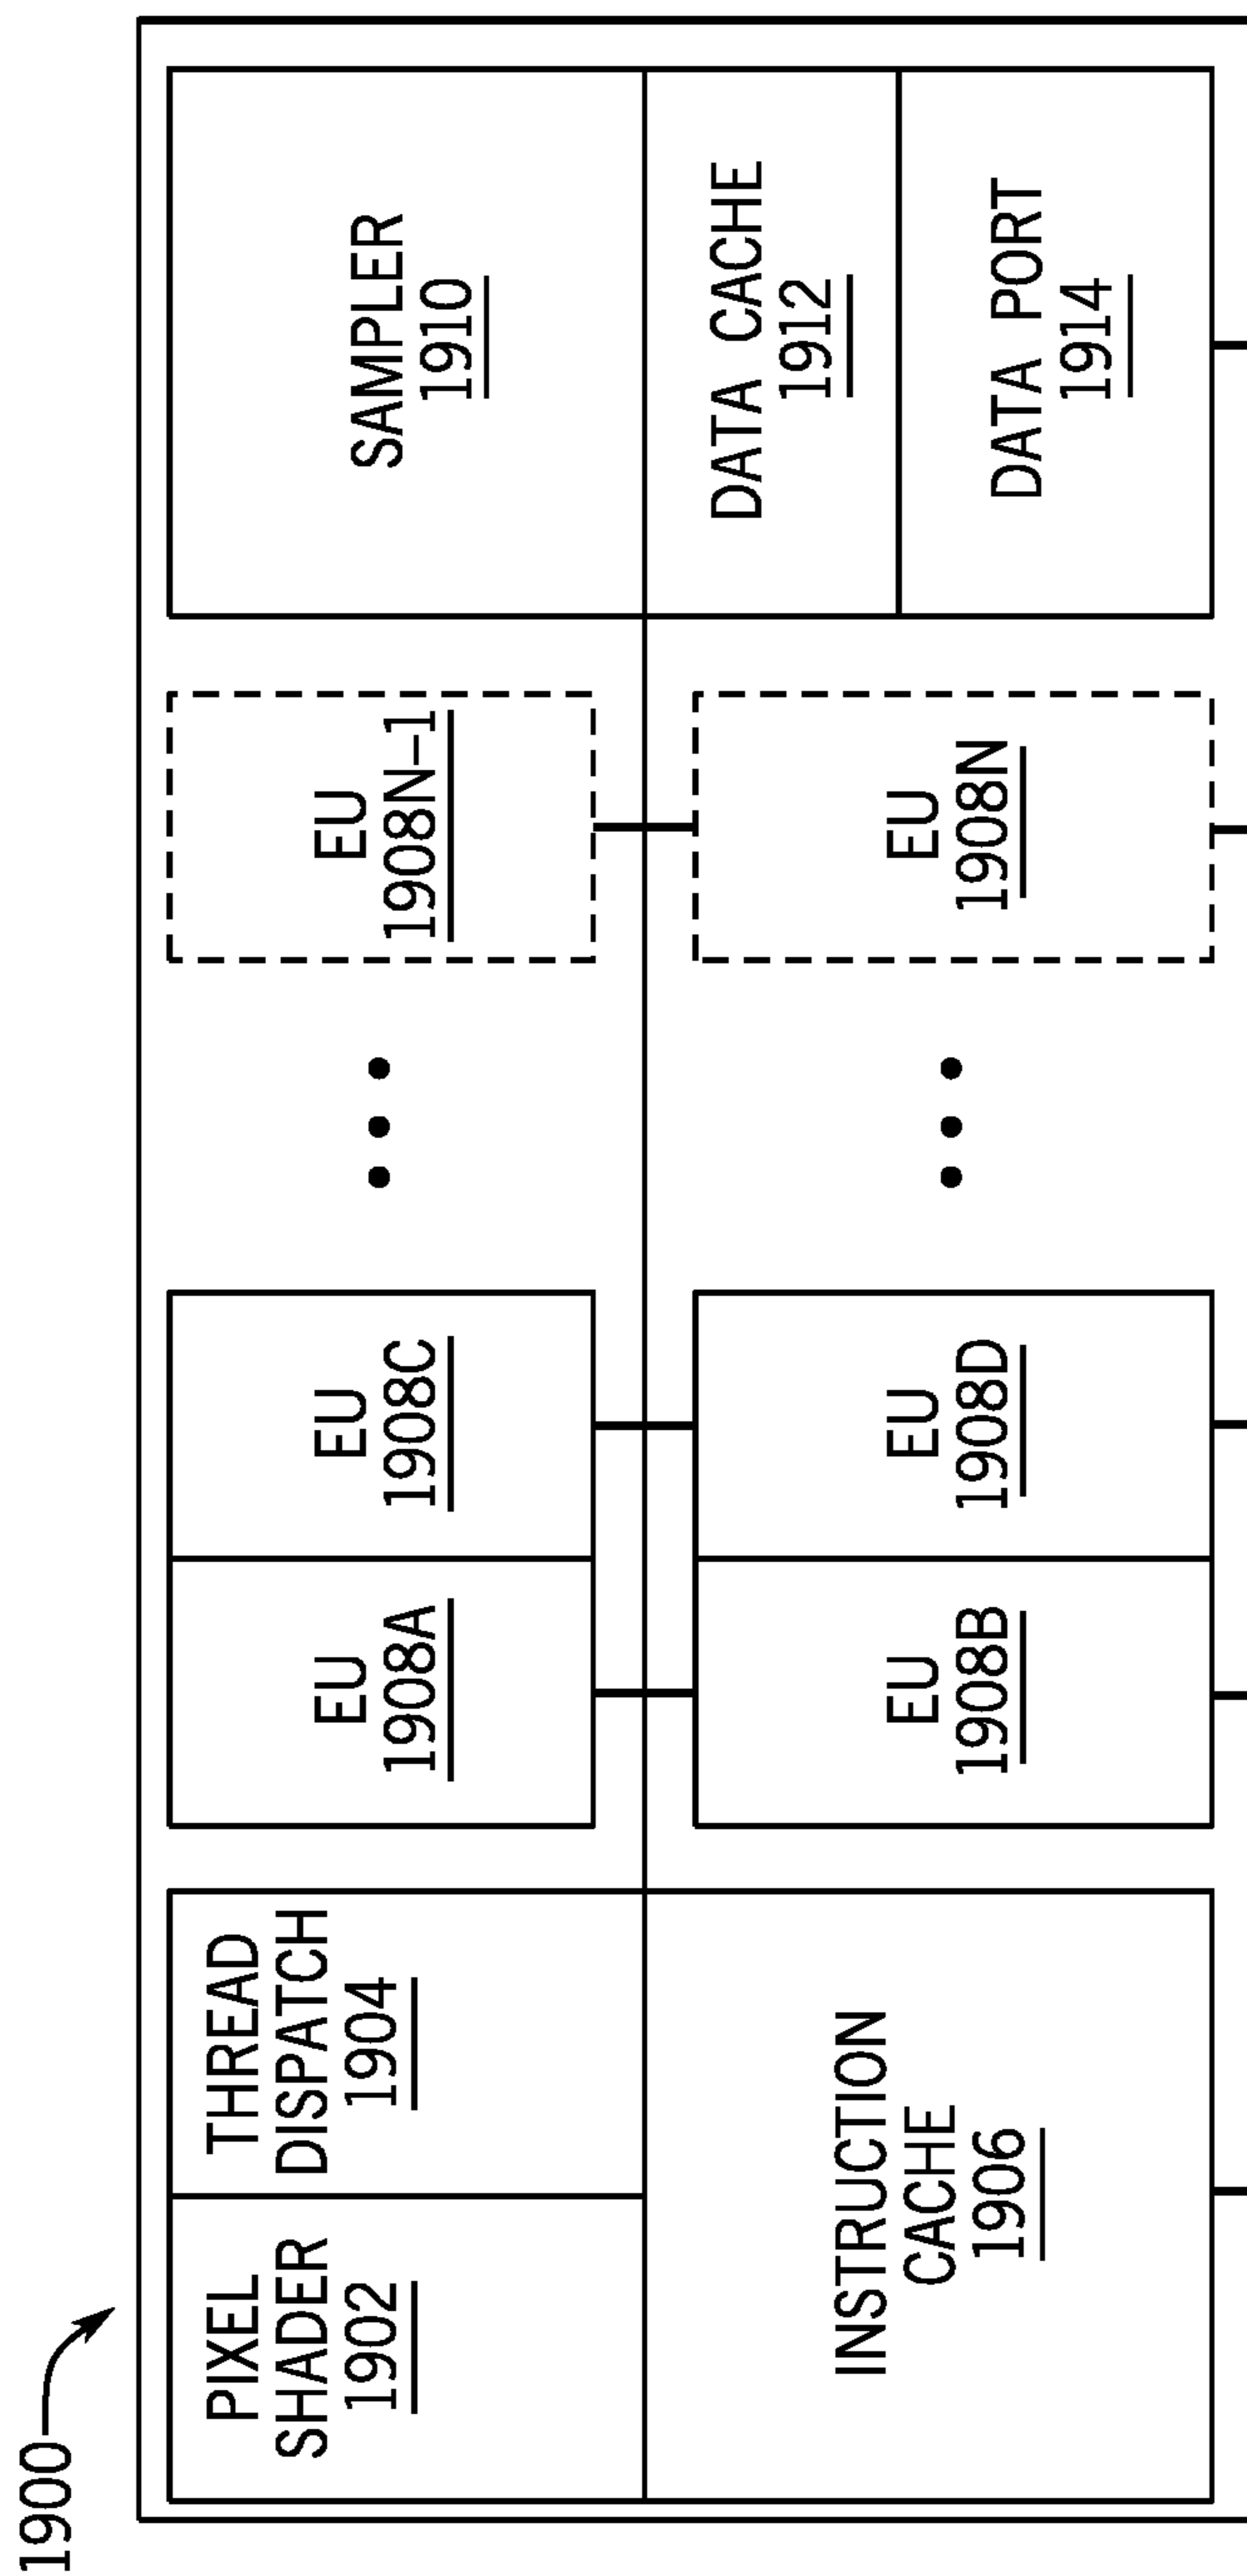 1900
PIXEL
SHADER
1902
THREAD
DISPATCH
1904
INSTRUCTION
CACHE
1906
EU
1908A
EU
1908C
EU
1908B
EU
1908D
EU
1908N–1
EU
1908N
SAMPLER
1910
DATA CACHE
1912
DATA PORT
1914